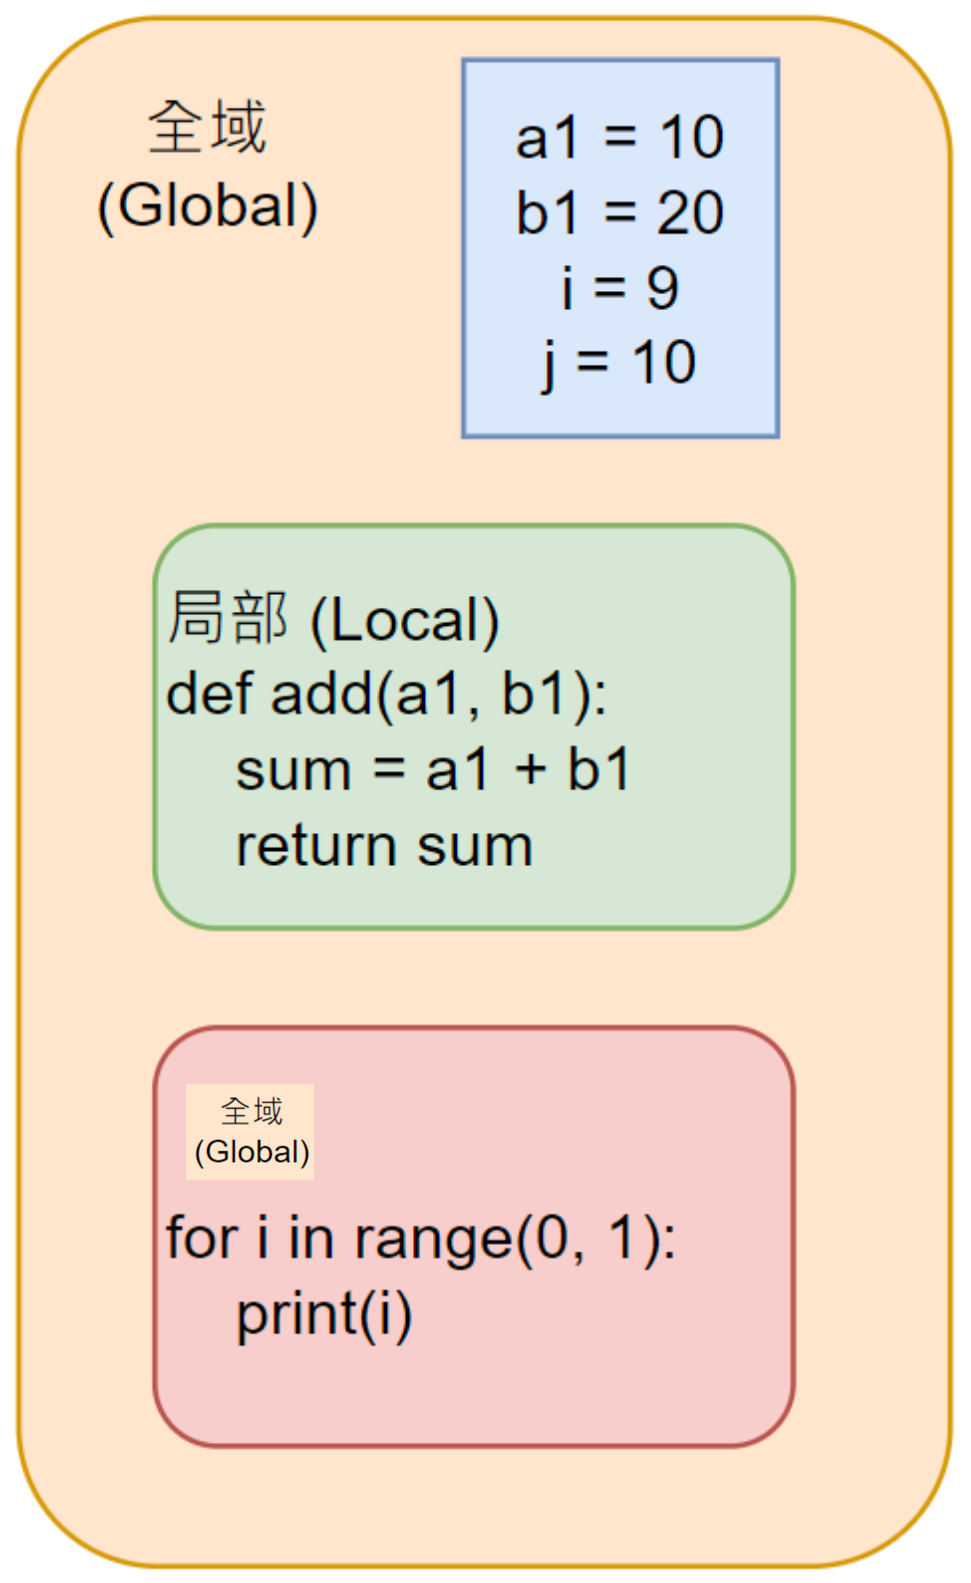 全域
(Global)
a1 = 10
b1 = 20
i = 9
j = 10
局部 (Local)
def add(a1, b1):
    sum = a1 + b1
    return sum
全域
(Global)
for i in range(0, 1):
    print(i)